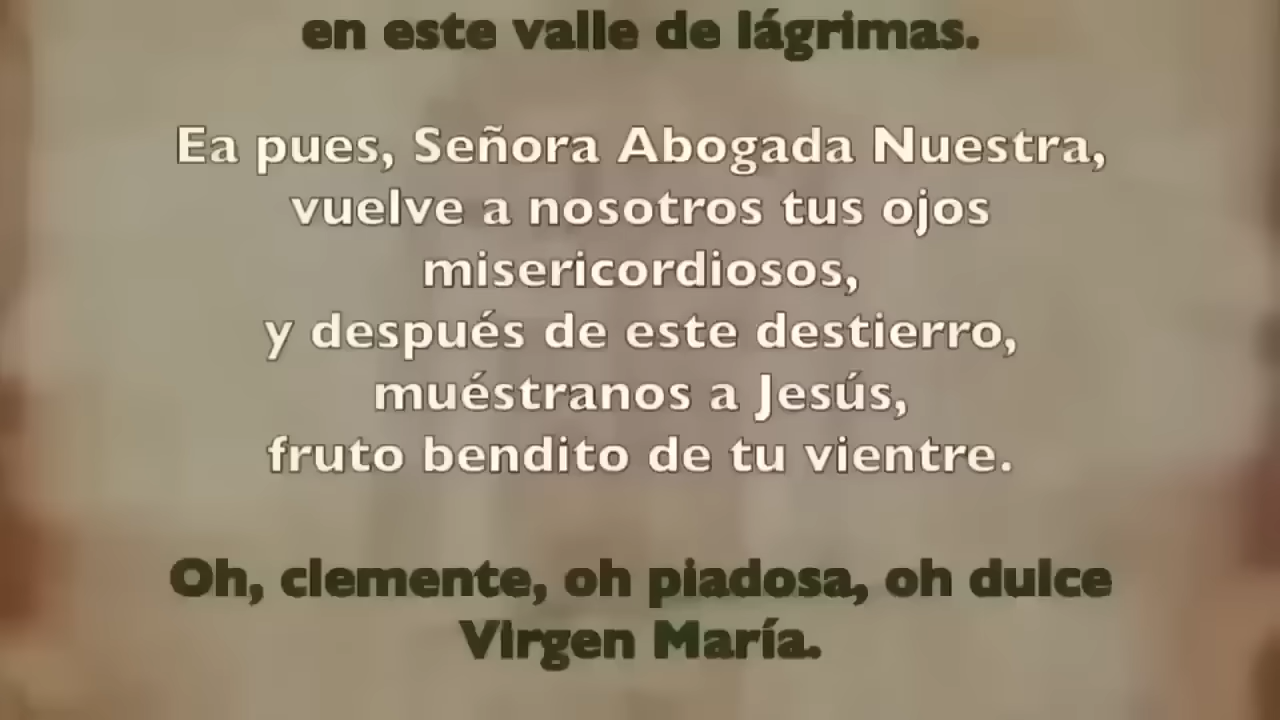 en este valle de lágrimas.
Ea pues, Señora Abogada Nuestra,
vuelve a nosotros tus ojos
misericordiosos,
y después de este destierro,
muéstranos a Jesús,
fruto bendito de tu vientre.
Oh, clemente, oh piadosa, oh dulce
Virgen María.